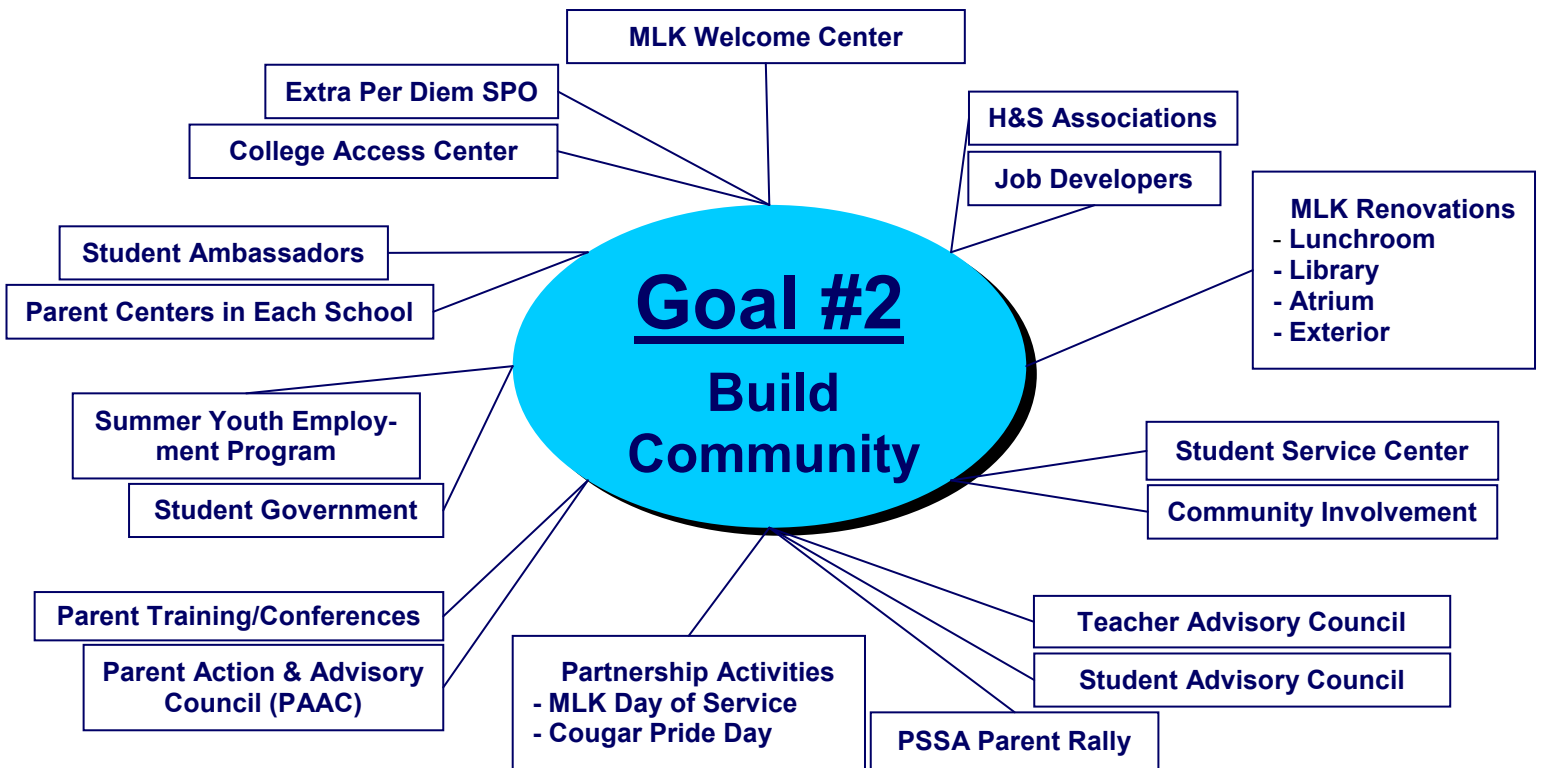 MLK Welcome Center
Extra Per Diem SPO
College Access Center
H&S Associations
Job Developers
MLK Renovations
- Lunchroom
- Library
- Atrium
- Exterior
Student Ambassadors
Parent Centers in Each School
Goal #2
Build
Community
Summer Youth Employ-
ment Program
Student Government
Student Service Center
Community Involvement
Parent Training/Conferences
Parent Action & Advisory
Council (PAAC)
Partnership Activities
- MLK Day of Service
- Cougar Pride Day
Teacher Advisory Council
Student Advisory Council
PSSA Parent Rally